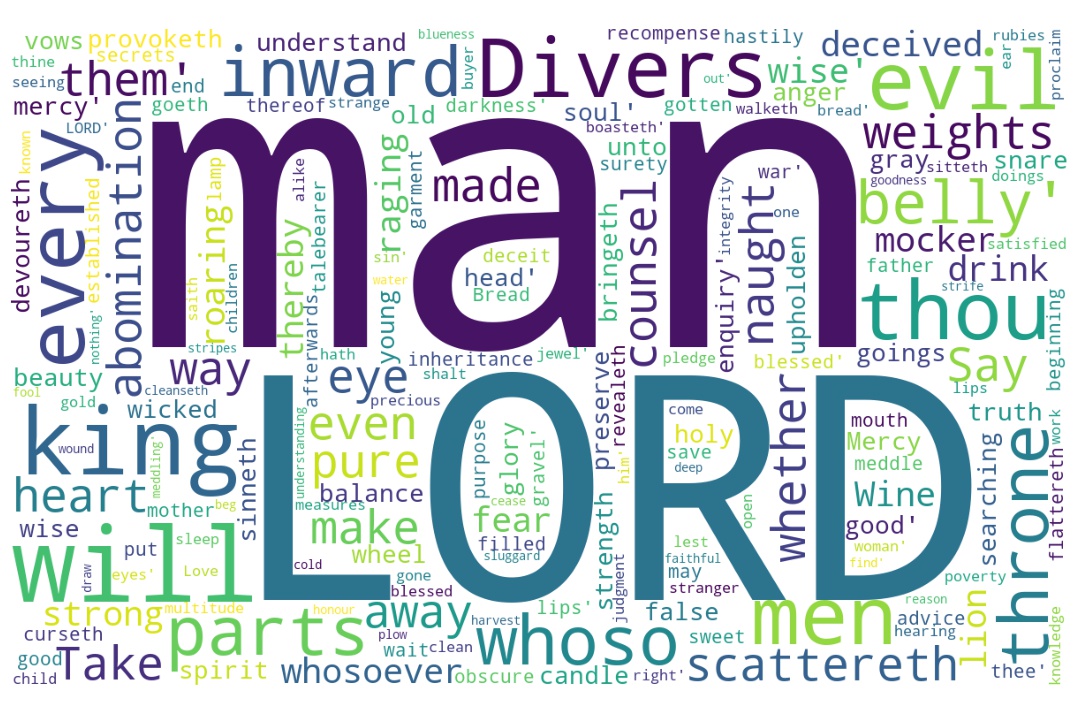 vows
provoketh
understand
blueness
recompense
hastily
deceived
rubies
thine
secrets
inward
buyer
Divers
wise'
ear
proclaim
seeing
them'
end
out'
anger
evil
mercy'
goeth
thereof
strange
darkness'
soul'
gotten
walketh
bread'
LORD'
abomination
old
boasteth'
unto
weights
known
every
man
raging
garment
made
surety
war'
gray
sitteth
snare
goodness
doings
devoureth
established
roaring
lamp
alike
talebearer
counsel
integrity
naught
one
belly'
mocker
satisfied
saith
children
thereby
sin'
deceit
head'
Bread
bringeth
enquiry'
upholden
father
drink
strife
nothing'
water
young
thou
beginning
stripes
afterwards
hath
inheritance
jewel'
pledge
blessed'
goings
Say
beauty
way
eye
shalt
preserve
revealeth
fool
gold
cleanseth
precious
lips
king
wicked
LORD
even
purpose
glory
gravel'
come
holy
save
deep
whether
mouth
Mercy
meddle
truth
work
wound
meddling'
understanding
pure
him'
searching
throne
flattereth
heart
mother
beg
sinneth
balance
measures
cease
fear
filled
sluggard
strength
open
Wine
good'
wise
will
put
sleep
make
wheel
lest
faithful
woman'
find'
draw
eyes'
Love
cold
gone
blessed
judgment
may
stranger
poverty
strong
multitude
honour
away
harvest
lips'
false
men
reason
advice
hearing
lion
knowledge
curseth
parts
plow
wait
clean
whoso
sweet
scattereth
good
child
Take
spirit
whosoever
obscure
candle
right'
thee'